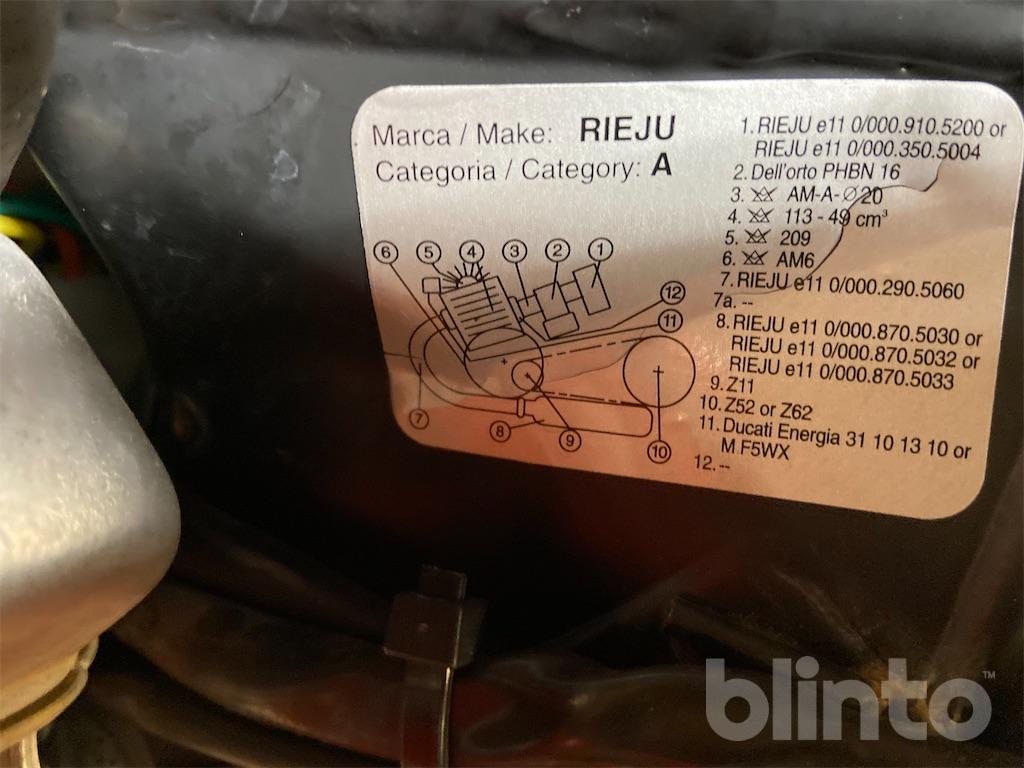 Marca / Make: RIEJU
Categoria / Category: A
1. RIEJU e11 0/000.910.5200 or
RIEJU e11 0/000.350.5004
2. Dell'orto PHBN 16
3. AM-A-Ø20
4. 113 - 49 cm³
5. 209
6. AM6
7. RIEJU e11 0/000.290.5060
7a. --
8. RIEJU e11 0/000.870.5030 or
RIEJU e11 0/000.870.5032 or
RIEJU e11 0/000.870.5033
9. Z11
10. Z52 or Z62
11. Ducati Energia 31 10 13 10 or
M.F5WX
12. --
6 5 4 3 2 1
12
11
7 8 9 10
blinto™